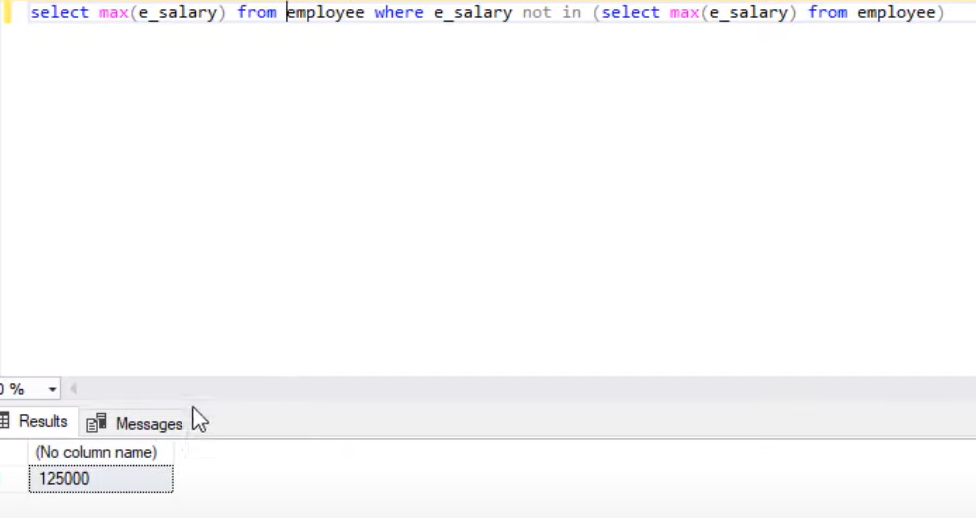 select max(e_salary) from employee where e_salary not in (select max(e_salary) from employee)
%
Results Messages
(No column name)
125000